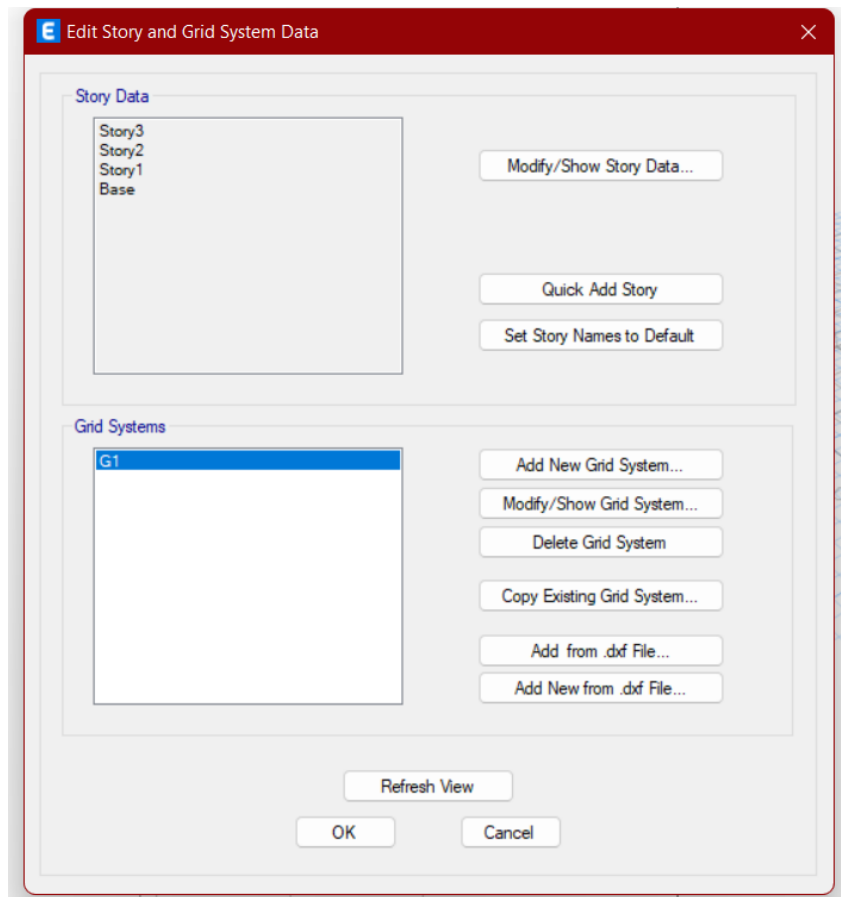 E Edit Story and Grid System Data
Story Data
Story3
Story2
Story1
Base
Modify/Show Story Data...
Quick Add Story
Set Story Names to Default
Grid Systems
G1
Add New Grid System...
Modify/Show Grid System...
Delete Grid System
Copy Existing Grid System...
Add from .dxf File...
Add New from .dxf File...
Refresh View
OK
Cancel